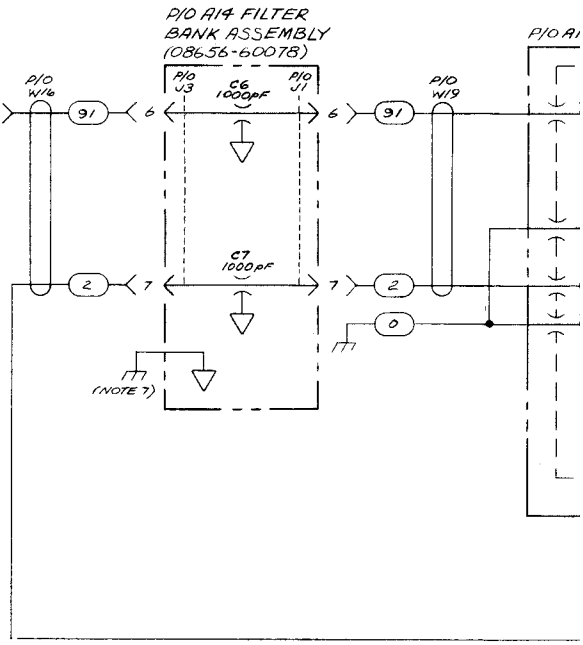 P/O A14 FILTER
BANK ASSEMBLY
(08656-60078)
P/O A1
P/O
W16
P/O
J3
C6
1000pF
P/O
J1
P/O
W19
91
6
6
91
C7
1000pF
2
7
7
2
0
(NOTE 7)